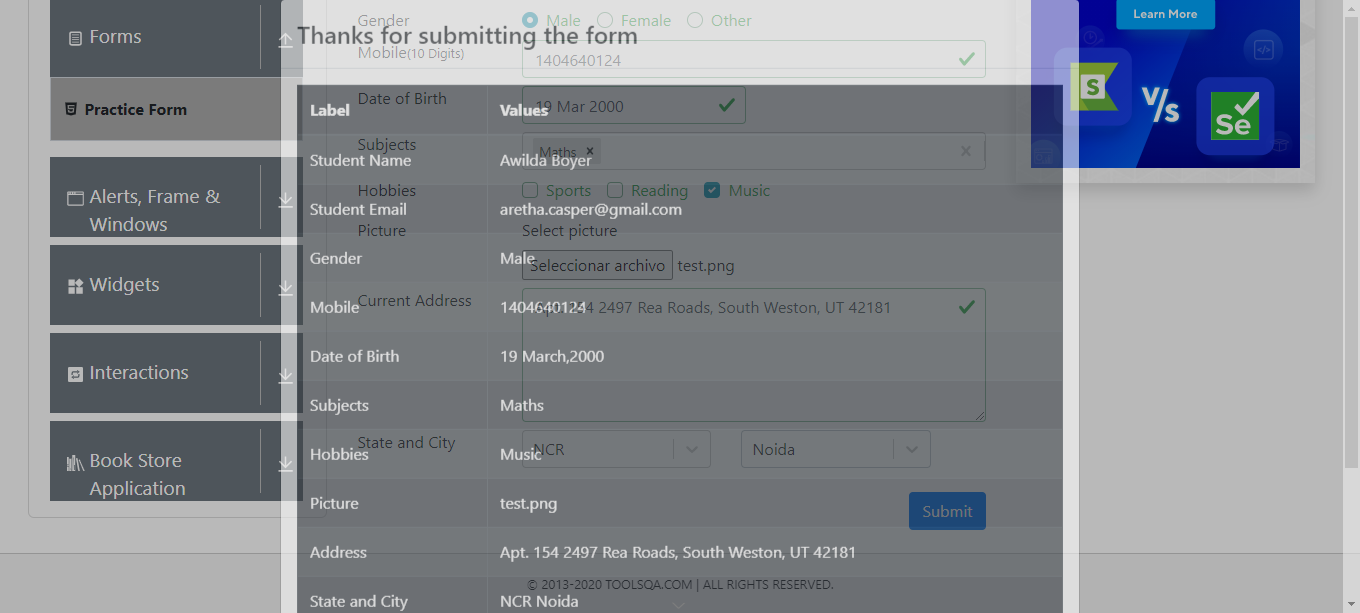 Forms
Practice Form
Alerts, Frame &
Windows
Widgets
Interactions
Book Store
Application
Thanks for submitting the form
Label Values
Student Name Awilda Boyer
Student Email aretha.casper@gmail.com
Gender Male
Mobile 1404640124
Date of Birth 19 March,2000
Subjects Maths
Hobbies Music
Picture test.png
Address Apt. 154 2497 Rea Roads, South Weston, UT 42181
State and City NCR Noida
Gender Male Female Other
Mobile(10 Digits) 1404640124
Date of Birth 19 Mar 2000
Subjects Maths
Hobbies Sports Reading Music
Picture Select picture
Seleccionar archivo test.png
Current Address Apt. 154 2497 Rea Roads, South Weston, UT 42181
State and City NCR Noida
Submit
© 2013-2020 TOOLSQA.COM | ALL RIGHTS RESERVED.
Learn More
S V/s Se